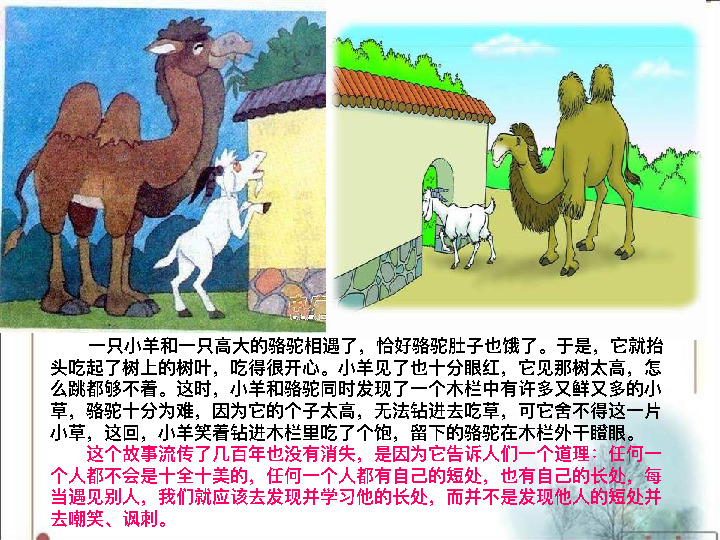 一只小羊和一只高大的骆驼相遇了，恰好骆驼肚子也饿了。于是，它就抬
头吃起了树上的树叶，吃得很开心。小羊见了也十分眼红，它见那树太高，怎
么跳都够不着。这时，小羊和骆驼同时发现了一个木栏中有许多又鲜又多的小
草，骆驼十分为难，因为它的个子太高，无法钻进去吃草，可它舍不得这一片
小草，这回，小羊笑着钻进木栏里吃了个饱，留下的骆驼在木栏外干瞪眼。
这个故事流传了几百年也没有消失，是因为它告诉人们一个道理：任何一
个人都不会是十全十美的，任何一个人都有自己的短处，也有自己的长处，每
当遇见别人，我们就应该去发现并学习他的长处，而并不是发现他人的短处并
去嘲笑、讽刺。